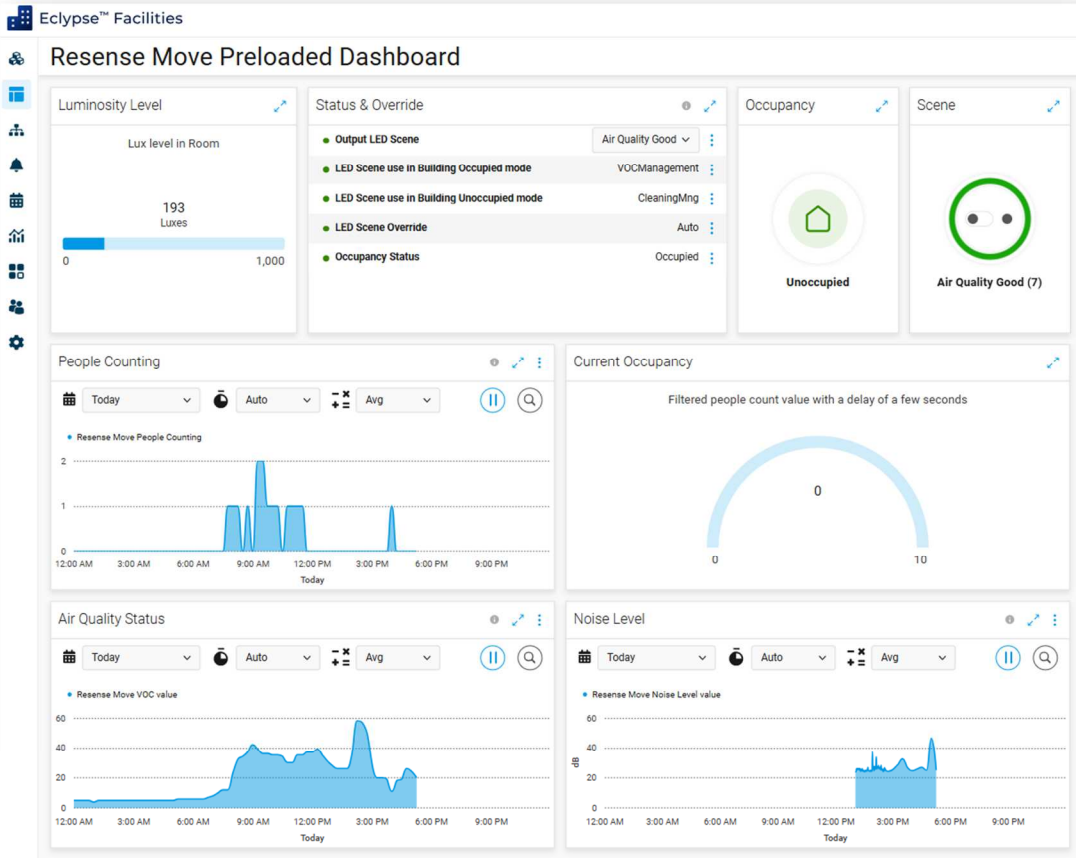 Eclypse™ Facilities
Resense Move Preloaded Dashboard
Luminosity Level
Lux level in Room
193
Luxes
0 1,000
Status & Override
Output LED Scene Air Quality Good
LED Scene use in Building Occupied mode VOCManagement
LED Scene use in Building Unoccupied mode CleaningMng
LED Scene Override Auto
Occupancy Status Occupied
Occupancy
Unoccupied
Scene
Air Quality Good (7)
People Counting
Today Auto Avg
Resense Move People Counting
2
1
0
12:00 AM 3:00 AM 6:00 AM 9:00 AM 12:00 PM 3:00 PM 6:00 PM 9:00 PM
Today
Current Occupancy
Filtered people count value with a delay of a few seconds
0
0 10
Air Quality Status
Today Auto Avg
Resense Move VOC value
60
40
20
0
12:00 AM 3:00 AM 6:00 AM 9:00 AM 12:00 PM 3:00 PM 6:00 PM 9:00 PM
Today
Noise Level
Today Auto Avg
Resense Move Noise Level value
60
40
dB
20
0
12:00 AM 3:00 AM 6:00 AM 9:00 AM 12:00 PM 3:00 PM 6:00 PM 9:00 PM
Today